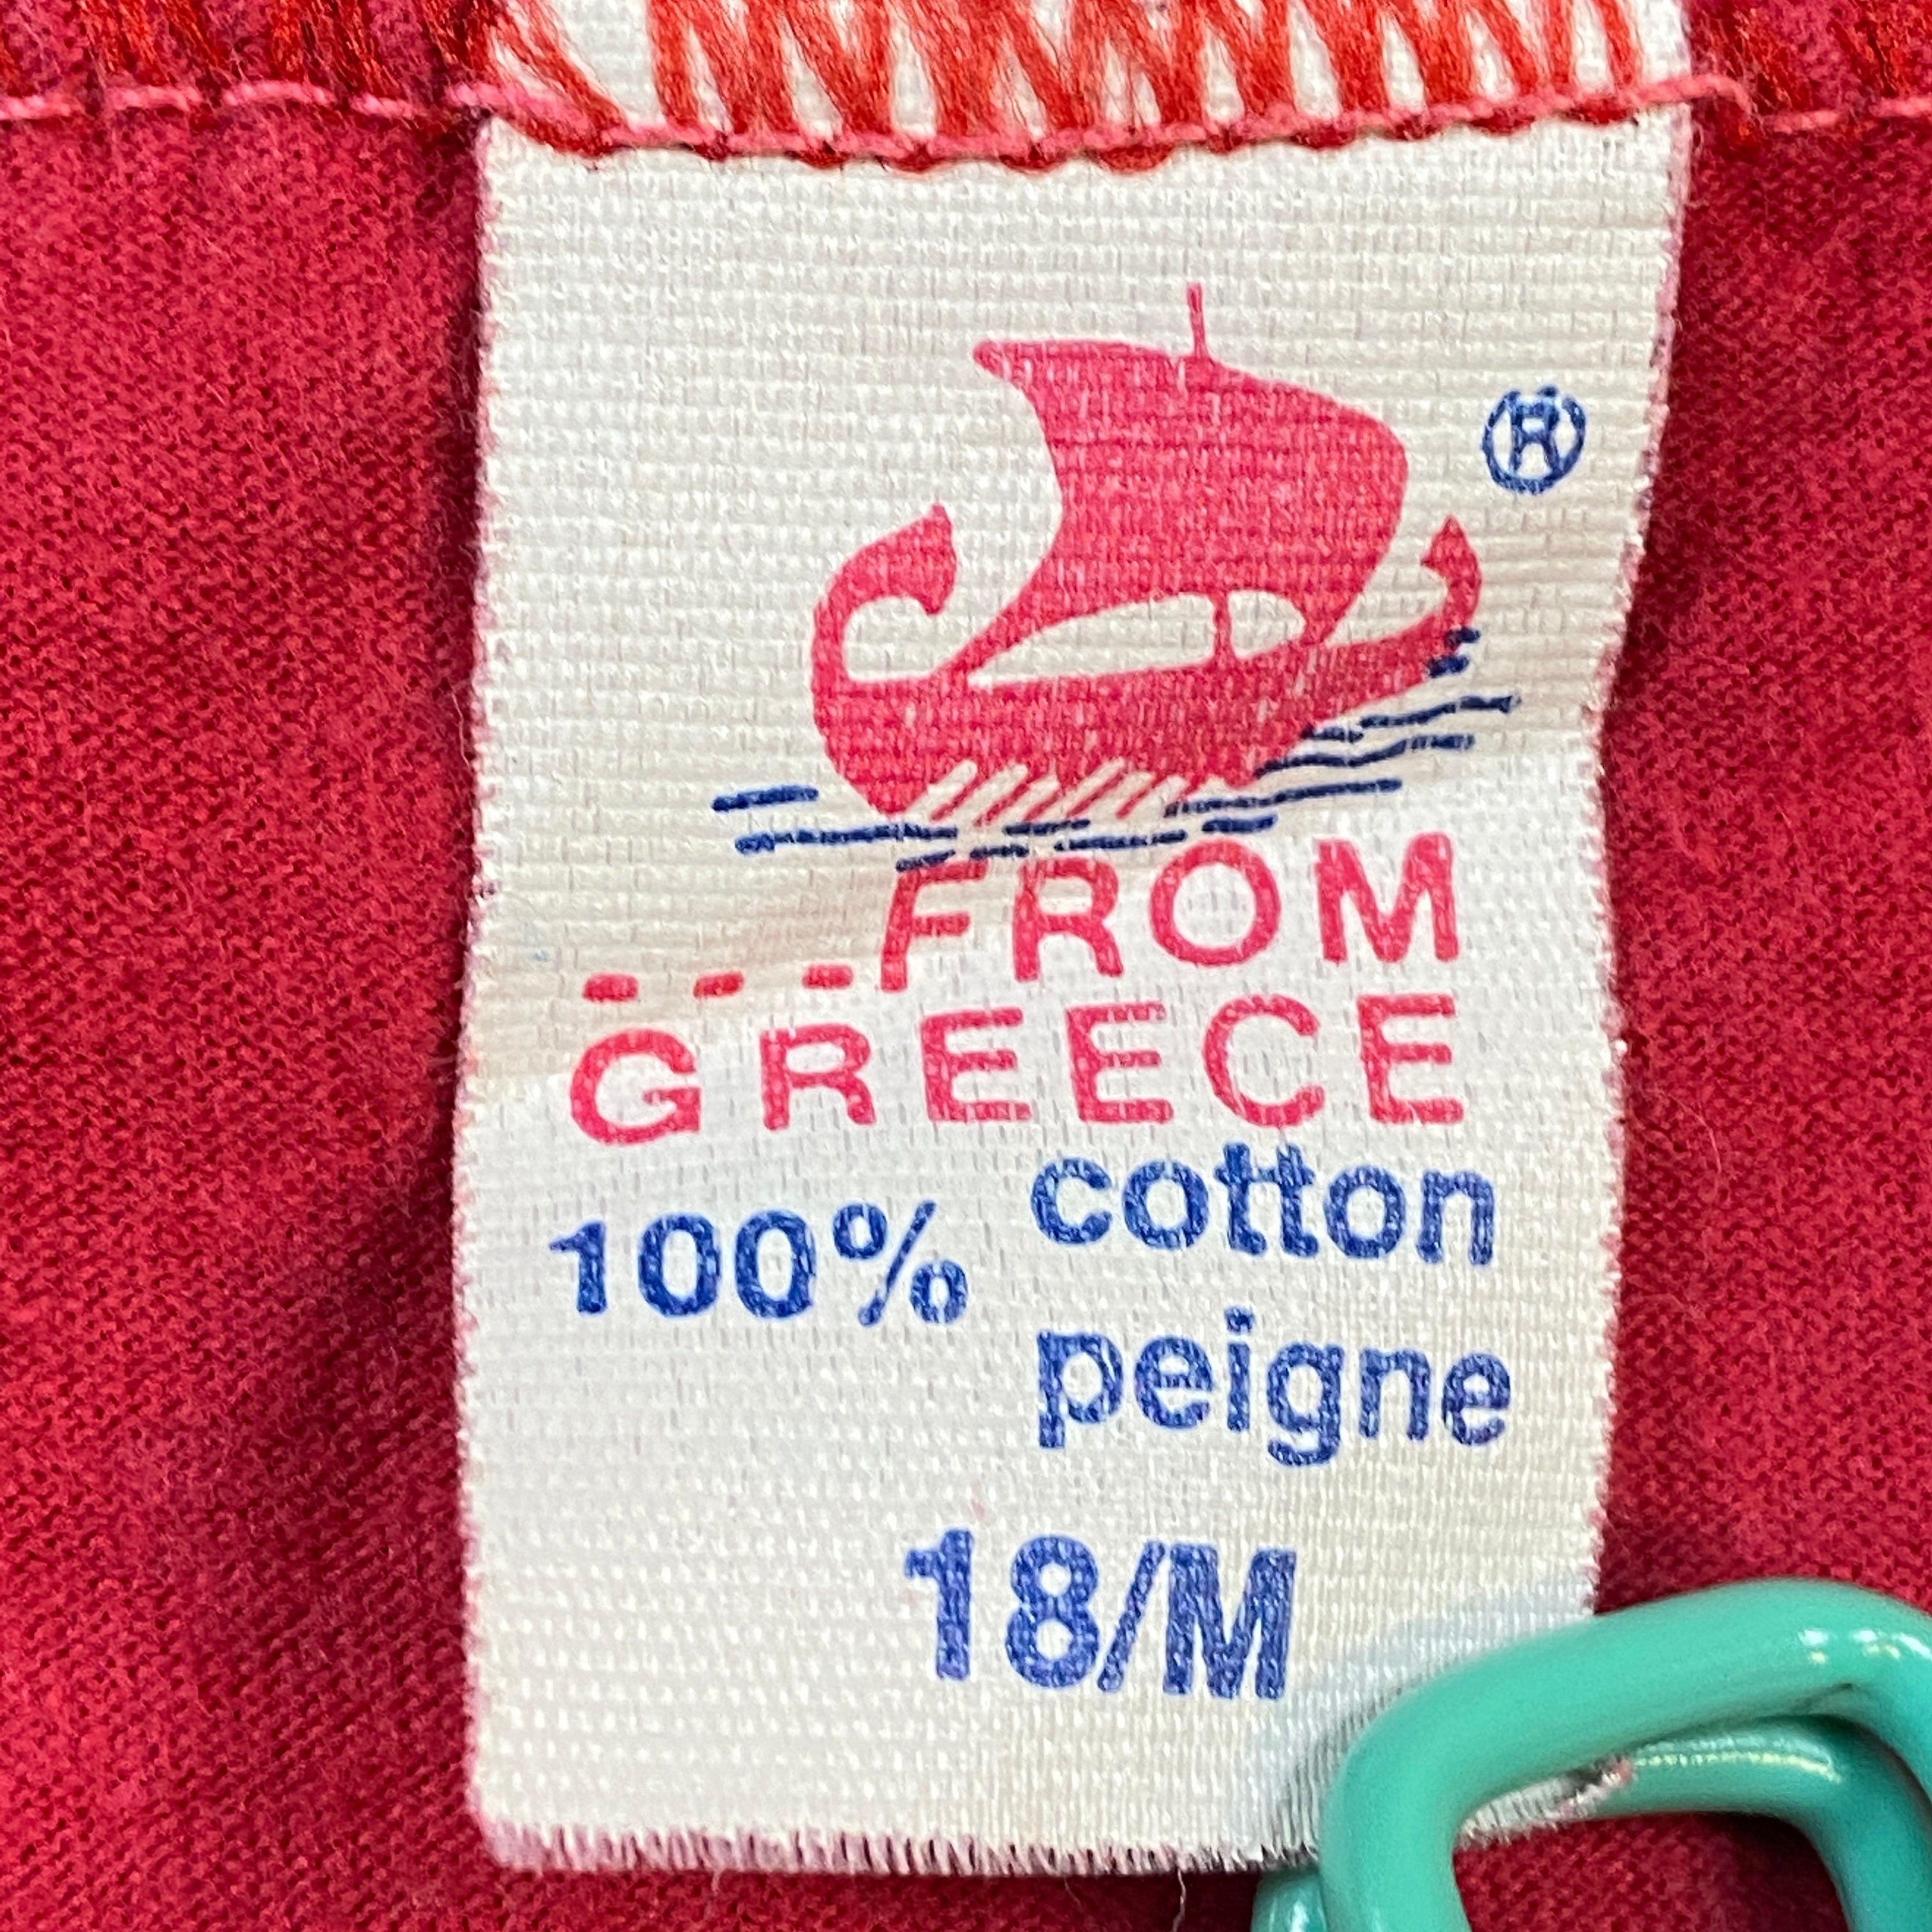 ®
---FROM
GREECE
100% cotton
peigne
18/M